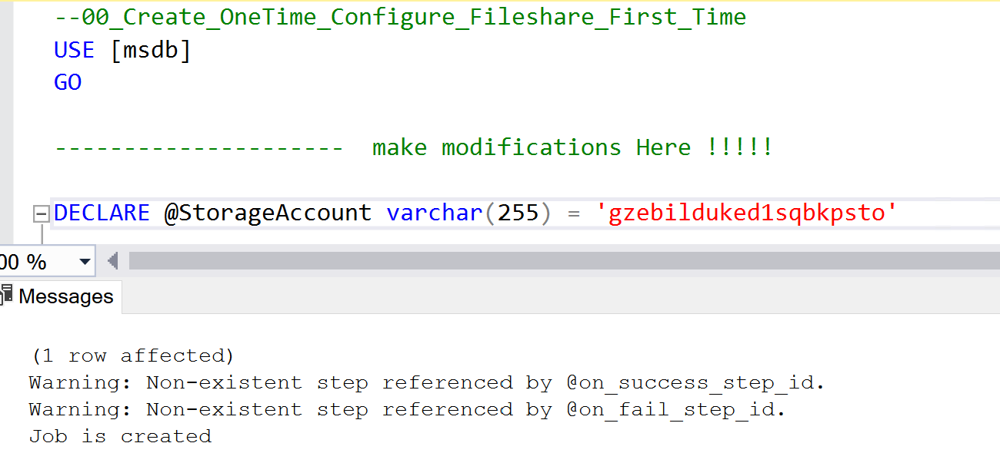 --00_Create_OneTime_Configure_Fileshare_First_Time
USE [msdb]
GO
--------------------- make modifications Here !!!!!
DECLARE @StorageAccount varchar(255) = 'gzebilduked1sqbkpsto'
00 %
Messages
(1 row affected)
Warning: Non-existent step referenced by @on_success_step_id.
Warning: Non-existent step referenced by @on_fail_step_id.
Job is created